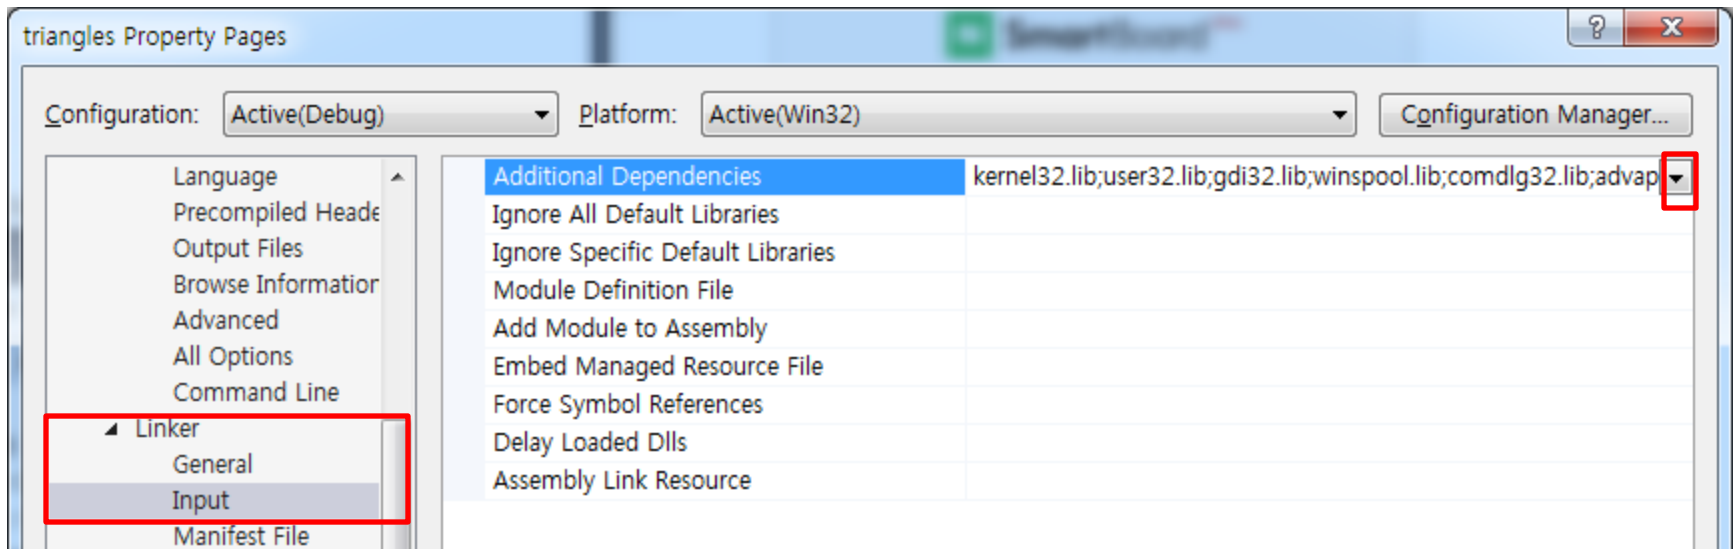 triangles Property Pages
SmartBoard
?
Configuration: Active(Debug) Platform: Active(Win32) Configuration Manager...
Language
Precompiled Heade
Output Files
Browse Information
Advanced
All Options
Command Line
Linker
General
Input
Manifest File
Additional Dependencies kernel32.lib;user32.lib;gdi32.lib;winspool.lib;comdlg32.lib;advap
Ignore All Default Libraries
Ignore Specific Default Libraries
Module Definition File
Add Module to Assembly
Embed Managed Resource File
Force Symbol References
Delay Loaded Dlls
Assembly Link Resource